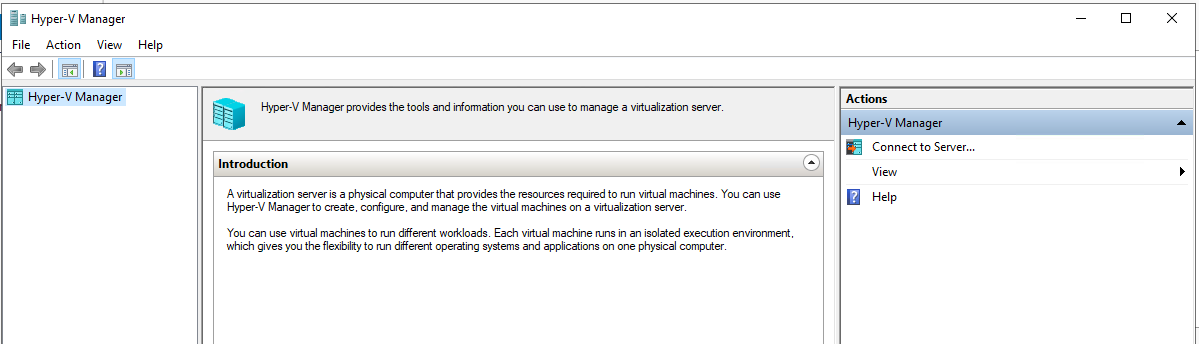 Hyper-V Manager
File Action View Help
Hyper-V Manager
Hyper-V Manager provides the tools and information you can use to manage a virtualization server.
Introduction
A virtualization server is a physical computer that provides the resources required to run virtual machines. You can use
Hyper-V Manager to create, configure, and manage the virtual machines on a virtualization server.
You can use virtual machines to run different workloads. Each virtual machine runs in an isolated execution environment,
which gives you the flexibility to run different operating systems and applications on one physical computer.
Actions
Hyper-V Manager
Connect to Server...
View
Help